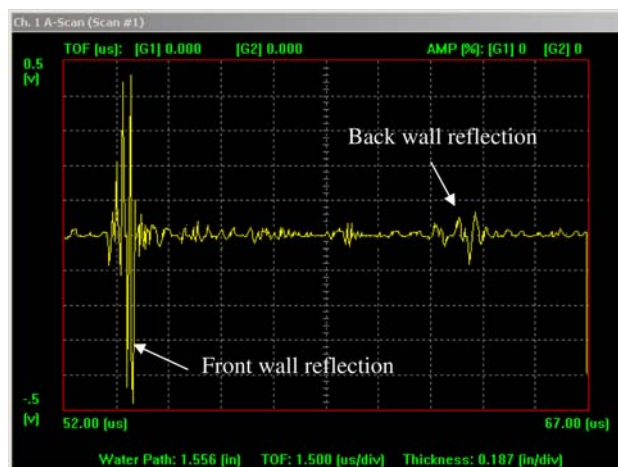 Ch. 1 A-Scan (Scan #1)
TOF (us): [G1] 0.000 [G2] 0.000 AMP (%): [G1] 0 [G2] 0
0.5
(v)
Back wall reflection
Front wall reflection
-.5
(v)
52.00 (us) 67.00 (us)
Water Path: 1.556 (in) TOF: 1.500 (us/div) Thickness: 0.187 (in/div)